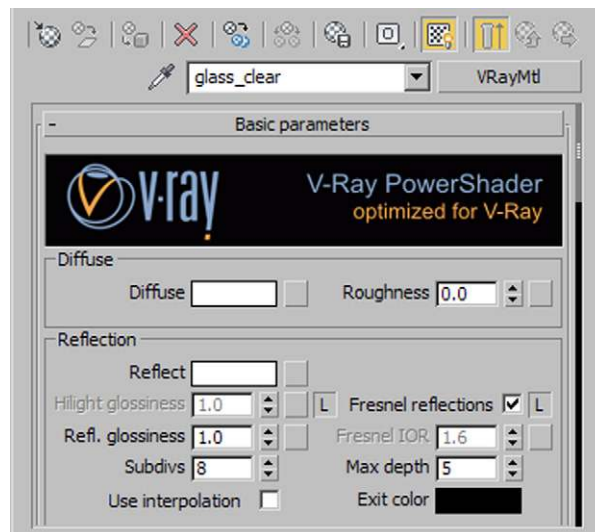 glass_clear VRayMtl
- Basic parameters
v·ray V-Ray PowerShader
optimized for V-Ray
Diffuse
Diffuse Roughness 0.0
Reflection
Reflect
Hilight glossiness 1.0 L Fresnel reflections L
Refl. glossiness 1.0 Fresnel IOR 1.6
Subdivs 8 Max depth 5
Use interpolation Exit color